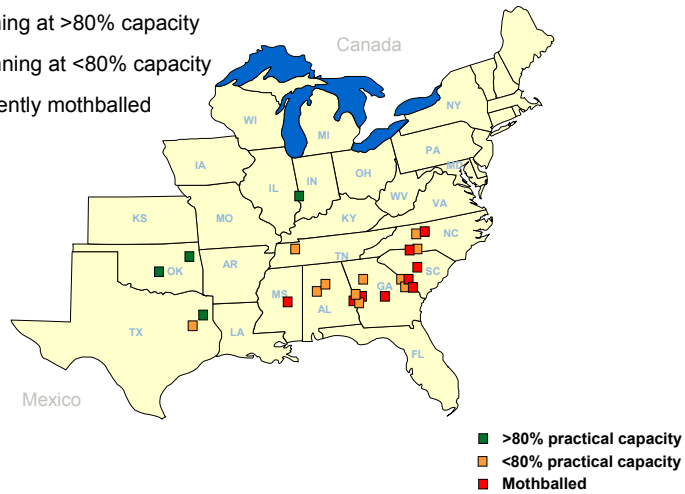 ning at >80% capacity
Canada
nning at <80% capacity
ently mothballed
NY
WI
MI
PA
IA
MD
OH
IL
IN
WV
VA
KS
MO
KY
NC
TN
OK
AR
SC
MS
GA
AL
TX
LA
FL
Mexico
>80% practical capacity
<80% practical capacity
Mothballed